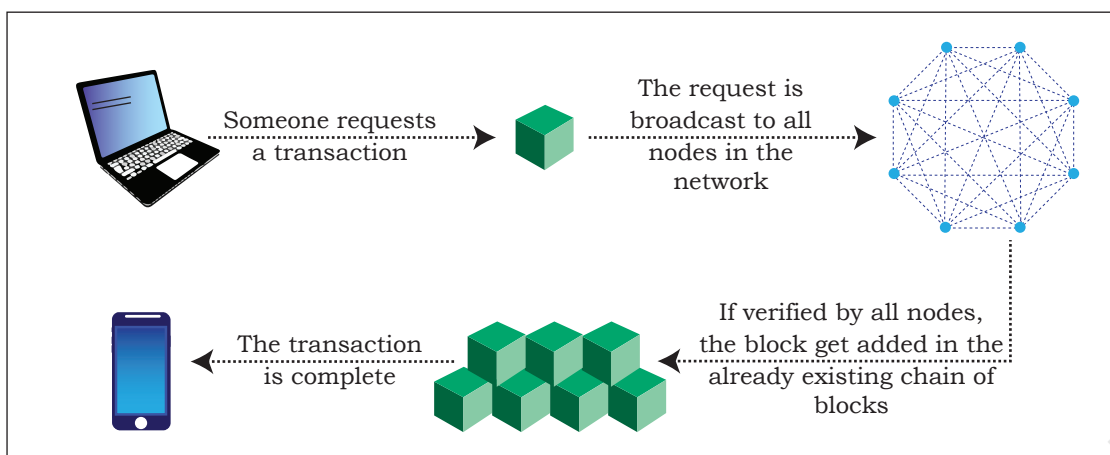 Someone requests
a transaction
The request is
broadcast to all
nodes in the
network
If verified by all nodes,
the block get added in the
already existing chain of
blocks
The transaction
is complete